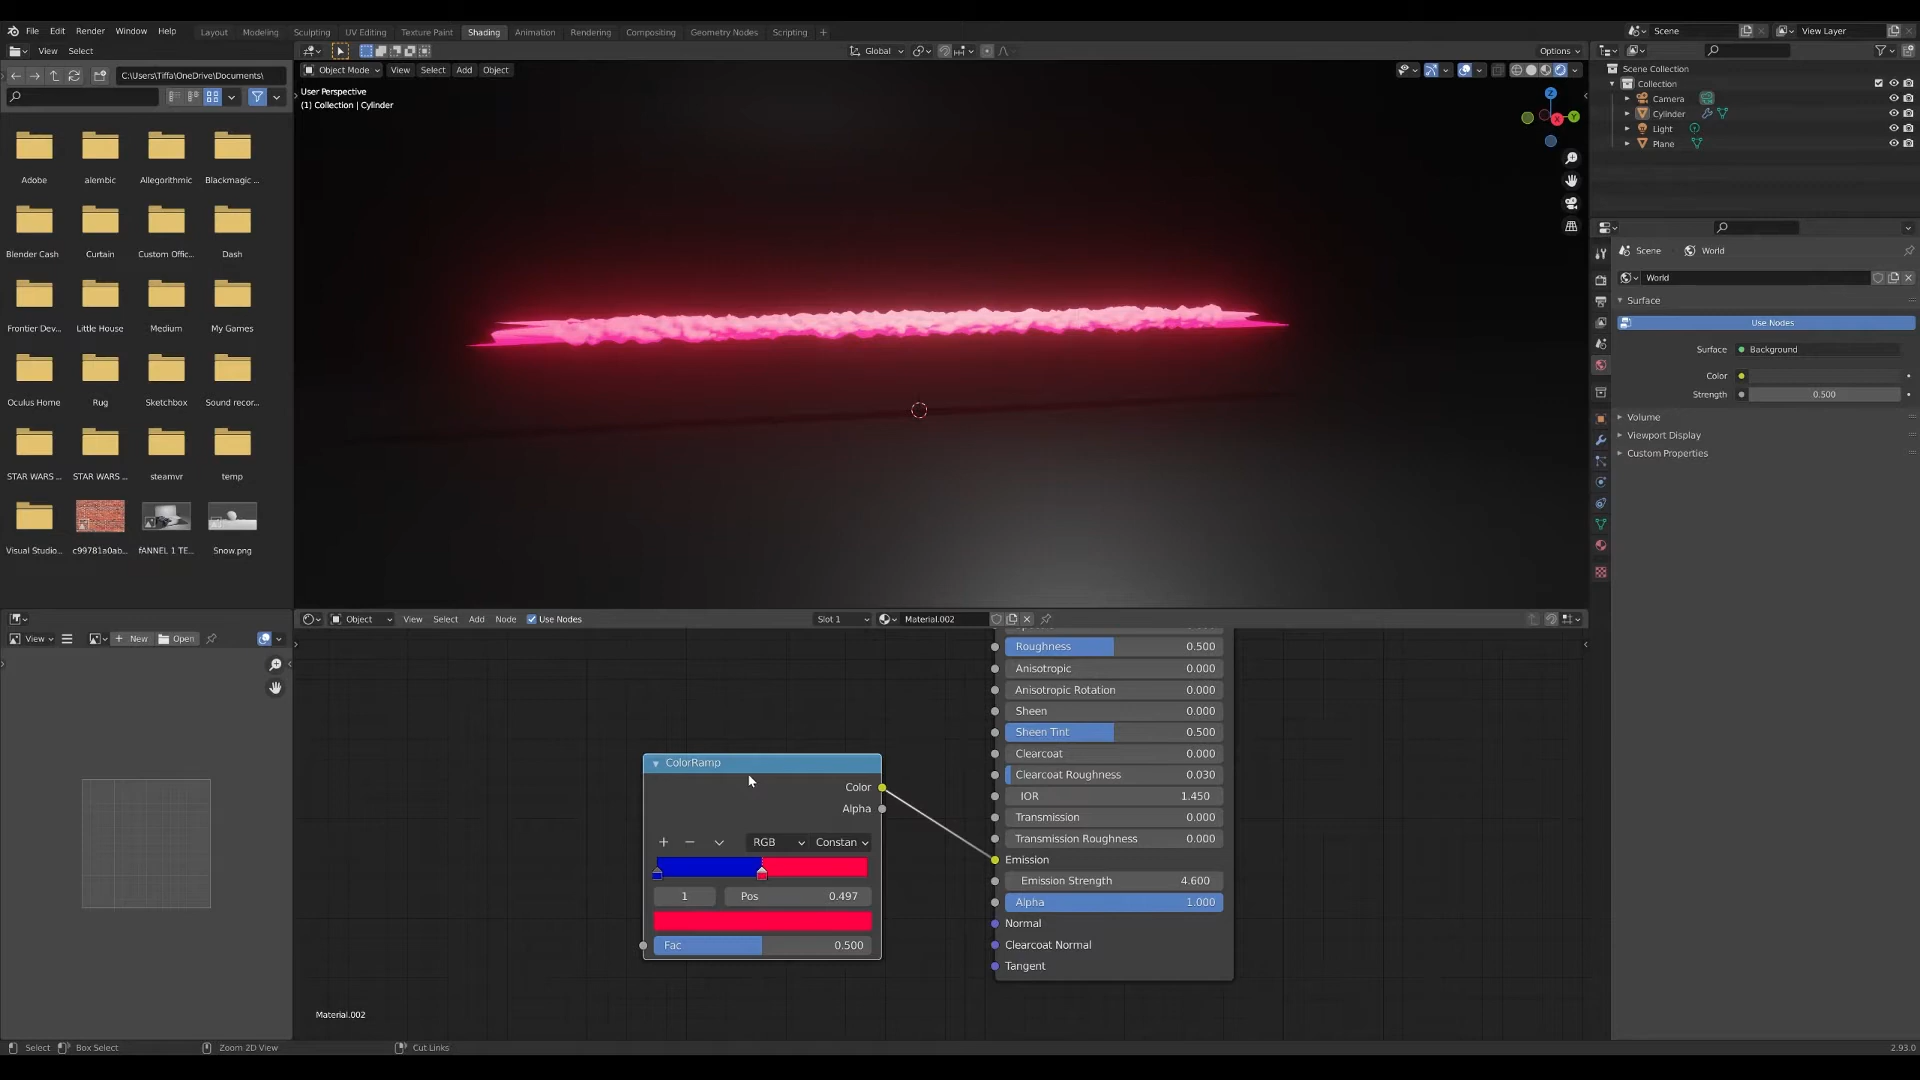 File Edit Render Window Help
Layout Modeling Sculpting UV Editing Texture Paint Shading Animation Rendering Compositing Geometry Nodes Scripting +
Scene
View Layer
View Select
Global
Options
C:\Users\Tiffa\OneDrive\Documents\
Object Mode View Select Add Object
User Perspective
(1) Collection | Cylinder
Z
X
Y
Scene Collection
Collection
Camera
Cylinder
Light
Plane
Adobe alembic Allegorithmic Blackmagic ...
Blender Cash Curtain Custom Offic... Dash
Frontier Dev... Little House Medium My Games
Oculus Home Rug Sketchbox Sound recor...
STAR WARS ... STAR WARS ... steamvr temp
Visual Studio... c99781a0ab... fANNEL 1 TE... Snow.png
Scene World
World
Surface
Use Nodes
Surface Background
Color
Strength 0.500
Volume
Viewport Display
Custom Properties
View + New Open
Object View Select Add Node Use Nodes Slot 1 Material.002
Roughness 0.500
Anisotropic 0.000
Anisotropic Rotation 0.000
Sheen 0.000
Sheen Tint 0.500
Clearcoat 0.000
Clearcoat Roughness 0.030
IOR 1.450
Transmission 0.000
Transmission Roughness 0.000
Emission
Emission Strength 4.600
Alpha 1.000
Normal
Clearcoat Normal
Tangent
ColorRamp
Color
Alpha
+ − RGB Constan
1 Pos 0.497
Fac 0.500
Material.002
Select Box Select Zoom 2D View Cut Links 2.93.0